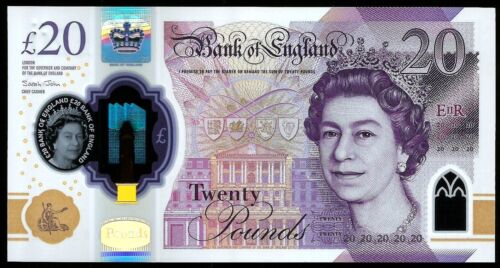 £20
LONDON
FOR THE GOVERNOR AND COMPANY
OF THE BANK OF ENGLAND
Sarah John
CHIEF CASHIER
£20 BANK OF ENGLAND £20 BANK OF ENGLAND
£
Pounds
Bank of England
I PROMISE TO PAY THE BEARER ON DEMAND THE SUM OF TWENTY POUNDS
20
EIIR
20 20 20
Twenty
Pounds
20 20 20 20 20